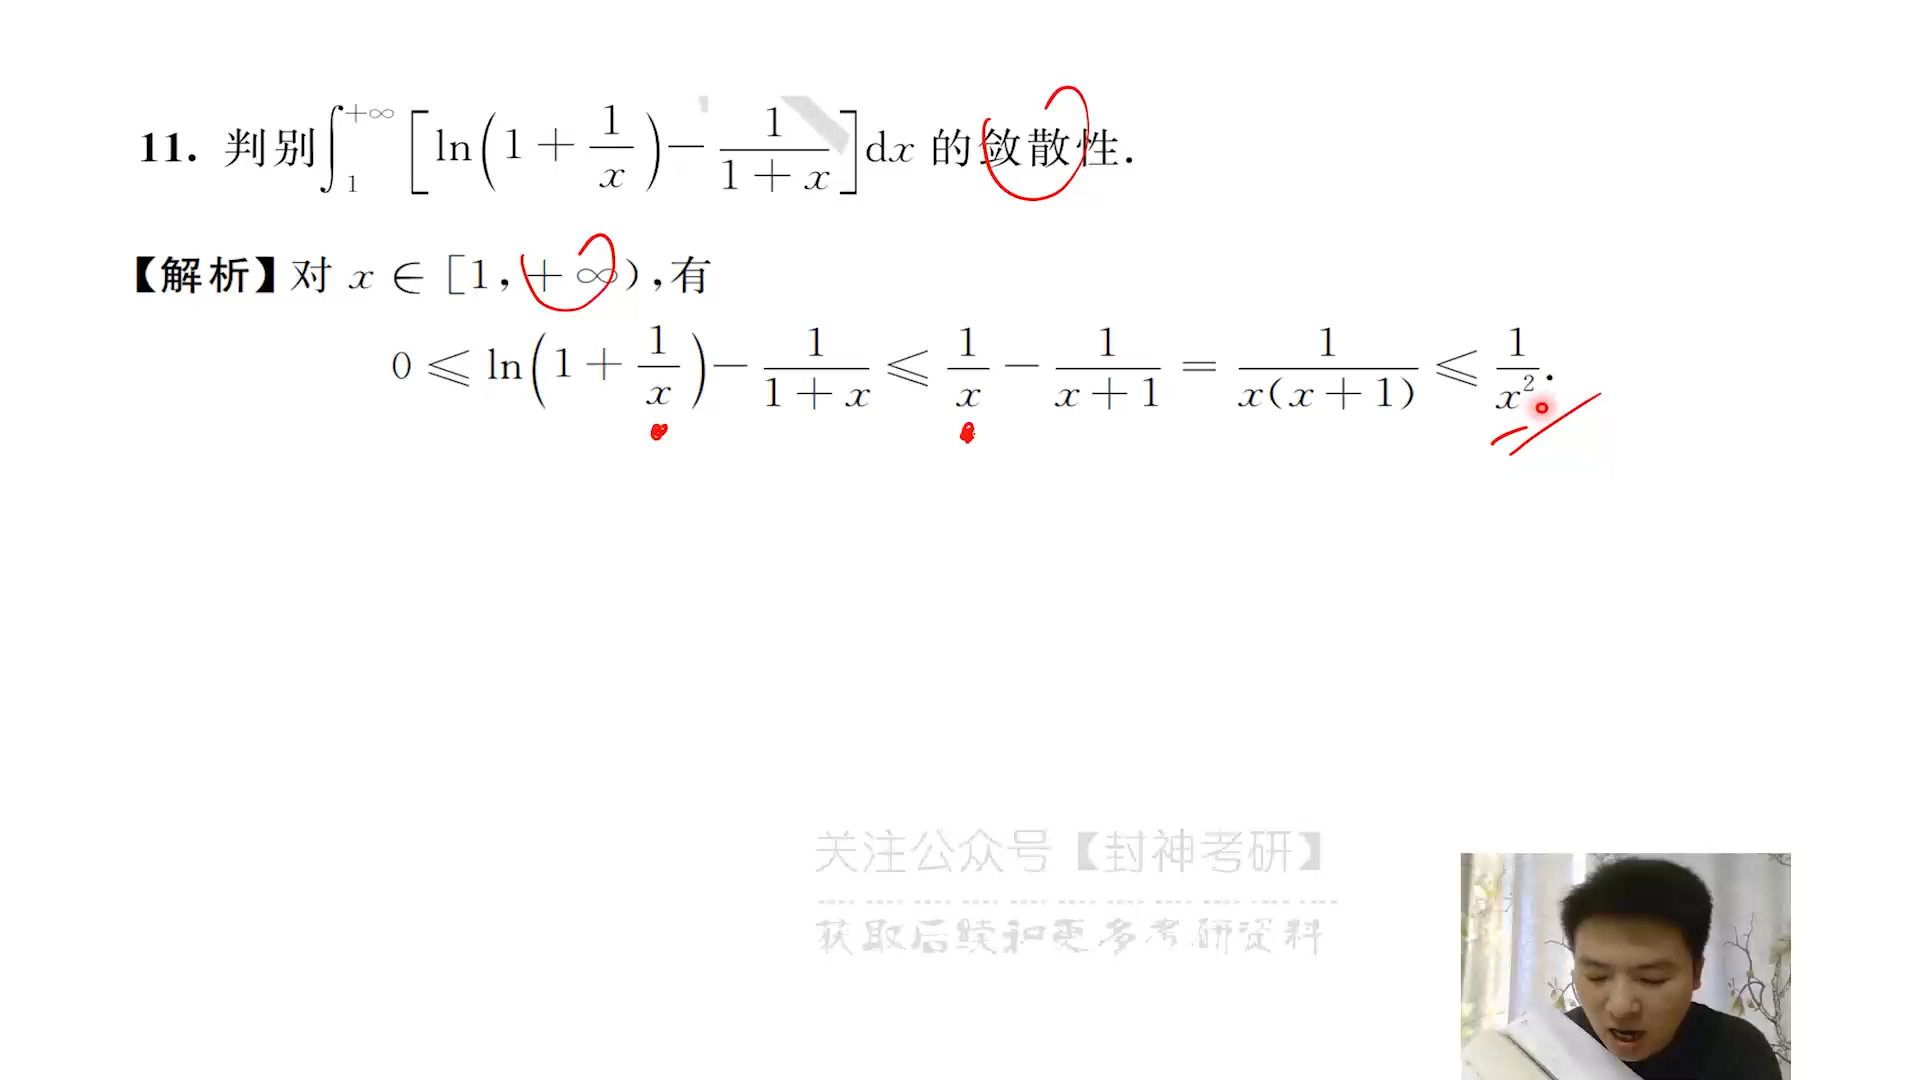 11. 判别∫₁^{+∞} [ln(1 + 1/x) − 1/(1 + x)]dx 的敛散性.
【解析】对 x ∈ [1, +∞),有
0 ⩽ ln(1 + 1/x) − 1/(1 + x) ⩽ 1/x − 1/(x + 1) = 1/(x(x + 1)) ⩽ 1/x².
关注公众号【封神考研】
获取后续和更多考研资料